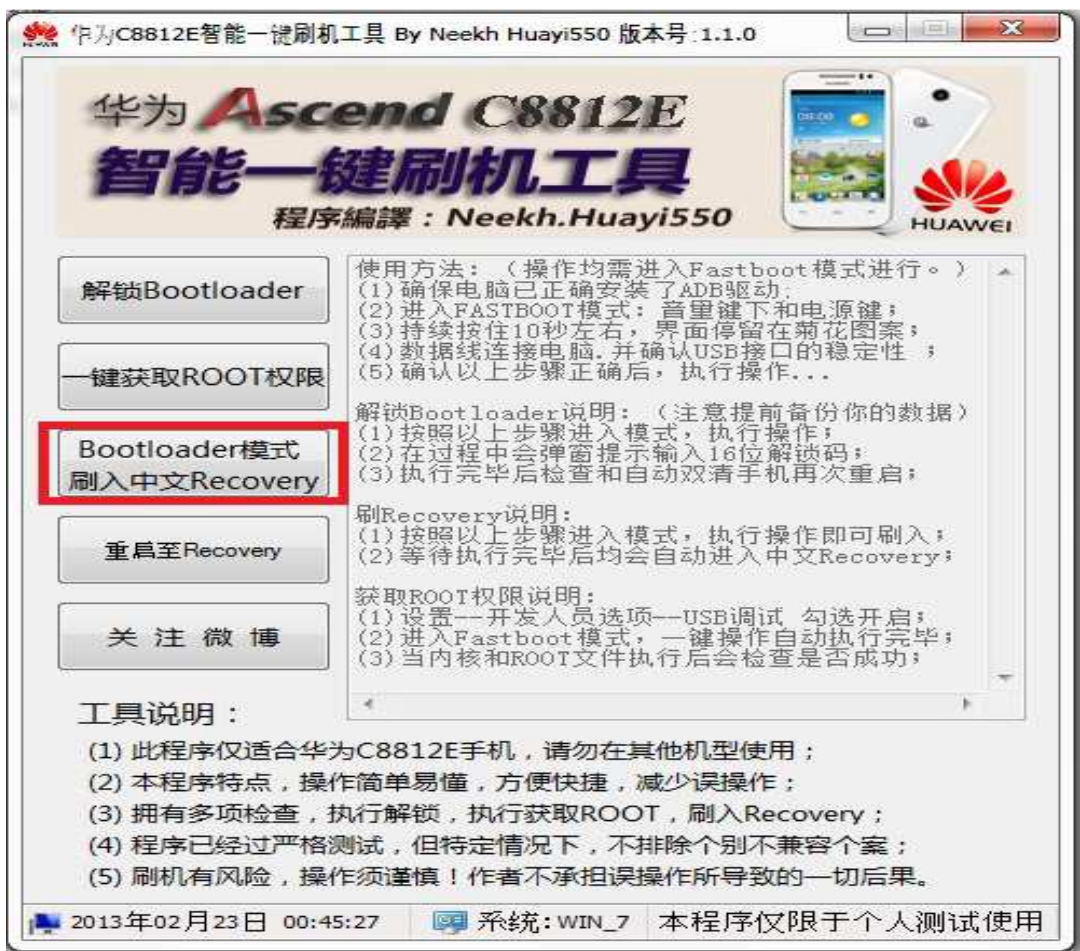 华为C8812E智能一键刷机工具 By Neekh Huayi550 版本号:1.1.0
华为 Ascend C8812E
智能一键刷机工具
程序編譯：Neekh.Huayi550
HUAWEI
解锁Bootloader
一键获取ROOT权限
Bootloader模式
刷入中文Recovery
重启至Recovery
关 注 微 博
使用方法：（操作均需进入Fastboot模式进行。）
(1)确保电脑已正确安装了ADB驱动;
(2)进入FASTBOOT模式：音量键下和电源键；
(3)持续按住10秒左右，界面停留在菊花图案；
(4)数据线连接电脑.并确认USB接口的稳定性 ；
(5)确认以上步骤正确后，执行操作...
解锁Bootloader说明：（注意提前备份你的数据）
(1)按照以上步骤进入模式，执行操作；
(2)在过程中会弹窗提示输入16位解锁码；
(3)执行完毕后检查和自动双清手机再次重启；
刷Recovery说明：
(1)按照以上步骤进入模式，执行操作即可刷入；
(2)等待执行完毕后均会自动进入中文Recovery；
获取ROOT权限说明：
(1)设置--开发人员选项--USB调试 勾选开启；
(2)进入Fastboot模式，一键操作自动执行完毕；
(3)当内核和ROOT文件执行后会检查是否成功；
工具说明：
(1) 此程序仅适合华为C8812E手机，请勿在其他机型使用；
(2) 本程序特点，操作简单易懂，方便快捷，减少误操作；
(3) 拥有多项检查，执行解锁，执行获取ROOT，刷入Recovery；
(4) 程序已经过严格测试，但特定情况下，不排除个别不兼容个案；
(5) 刷机有风险，操作须谨慎！作者不承担误操作所导致的一切后果。
2013年02月23日 00:45:27 系统:WIN_7 本程序仅限于个人测试使用